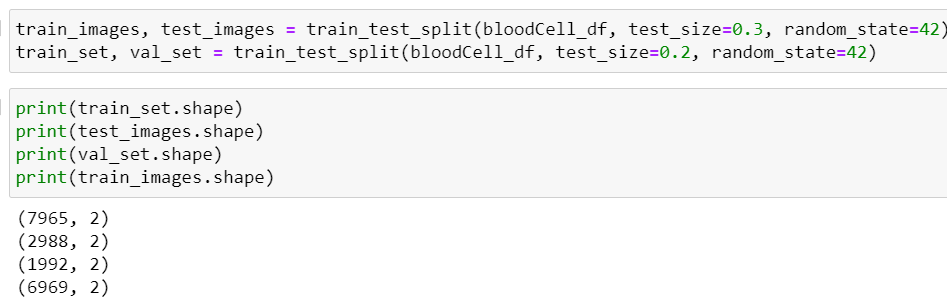 train_images, test_images = train_test_split(bloodCell_df, test_size=0.3, random_state=42)
train_set, val_set = train_test_split(bloodCell_df, test_size=0.2, random_state=42)
print(train_set.shape)
print(test_images.shape)
print(val_set.shape)
print(train_images.shape)
(7965, 2)
(2988, 2)
(1992, 2)
(6969, 2)